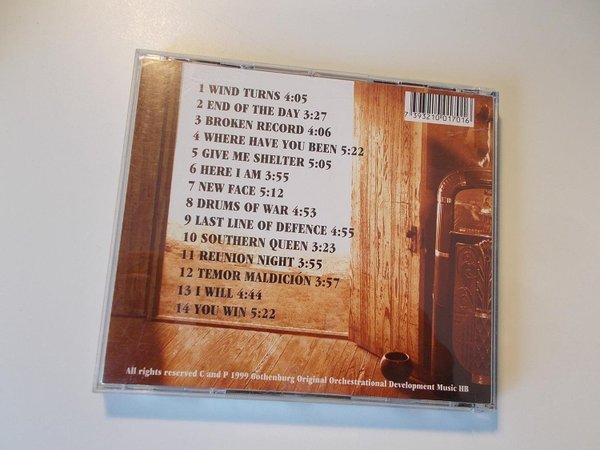 1 WIND TURNS 4:05
2 END OF THE DAY 3:27
3 BROKEN RECORD 4:06
4 WHERE HAVE YOU BEEN 5:22
5 GIVE ME SHELTER 5:05
6 HERE I AM 3:55
7 NEW FACE 5:12
8 DRUMS OF WAR 4:53
9 LAST LINE OF DEFENCE 4:55
10 SOUTHERN QUEEN 3:23
11 REUNION NIGHT 3:55
12 TEMOR MALDICIÓN 3:57
13 I WILL 4:44
14 YOU WIN 5:22
7 393210 017016
All rights reserved C and P 1999 Gothenburg Original Orchestrational Development Music HB